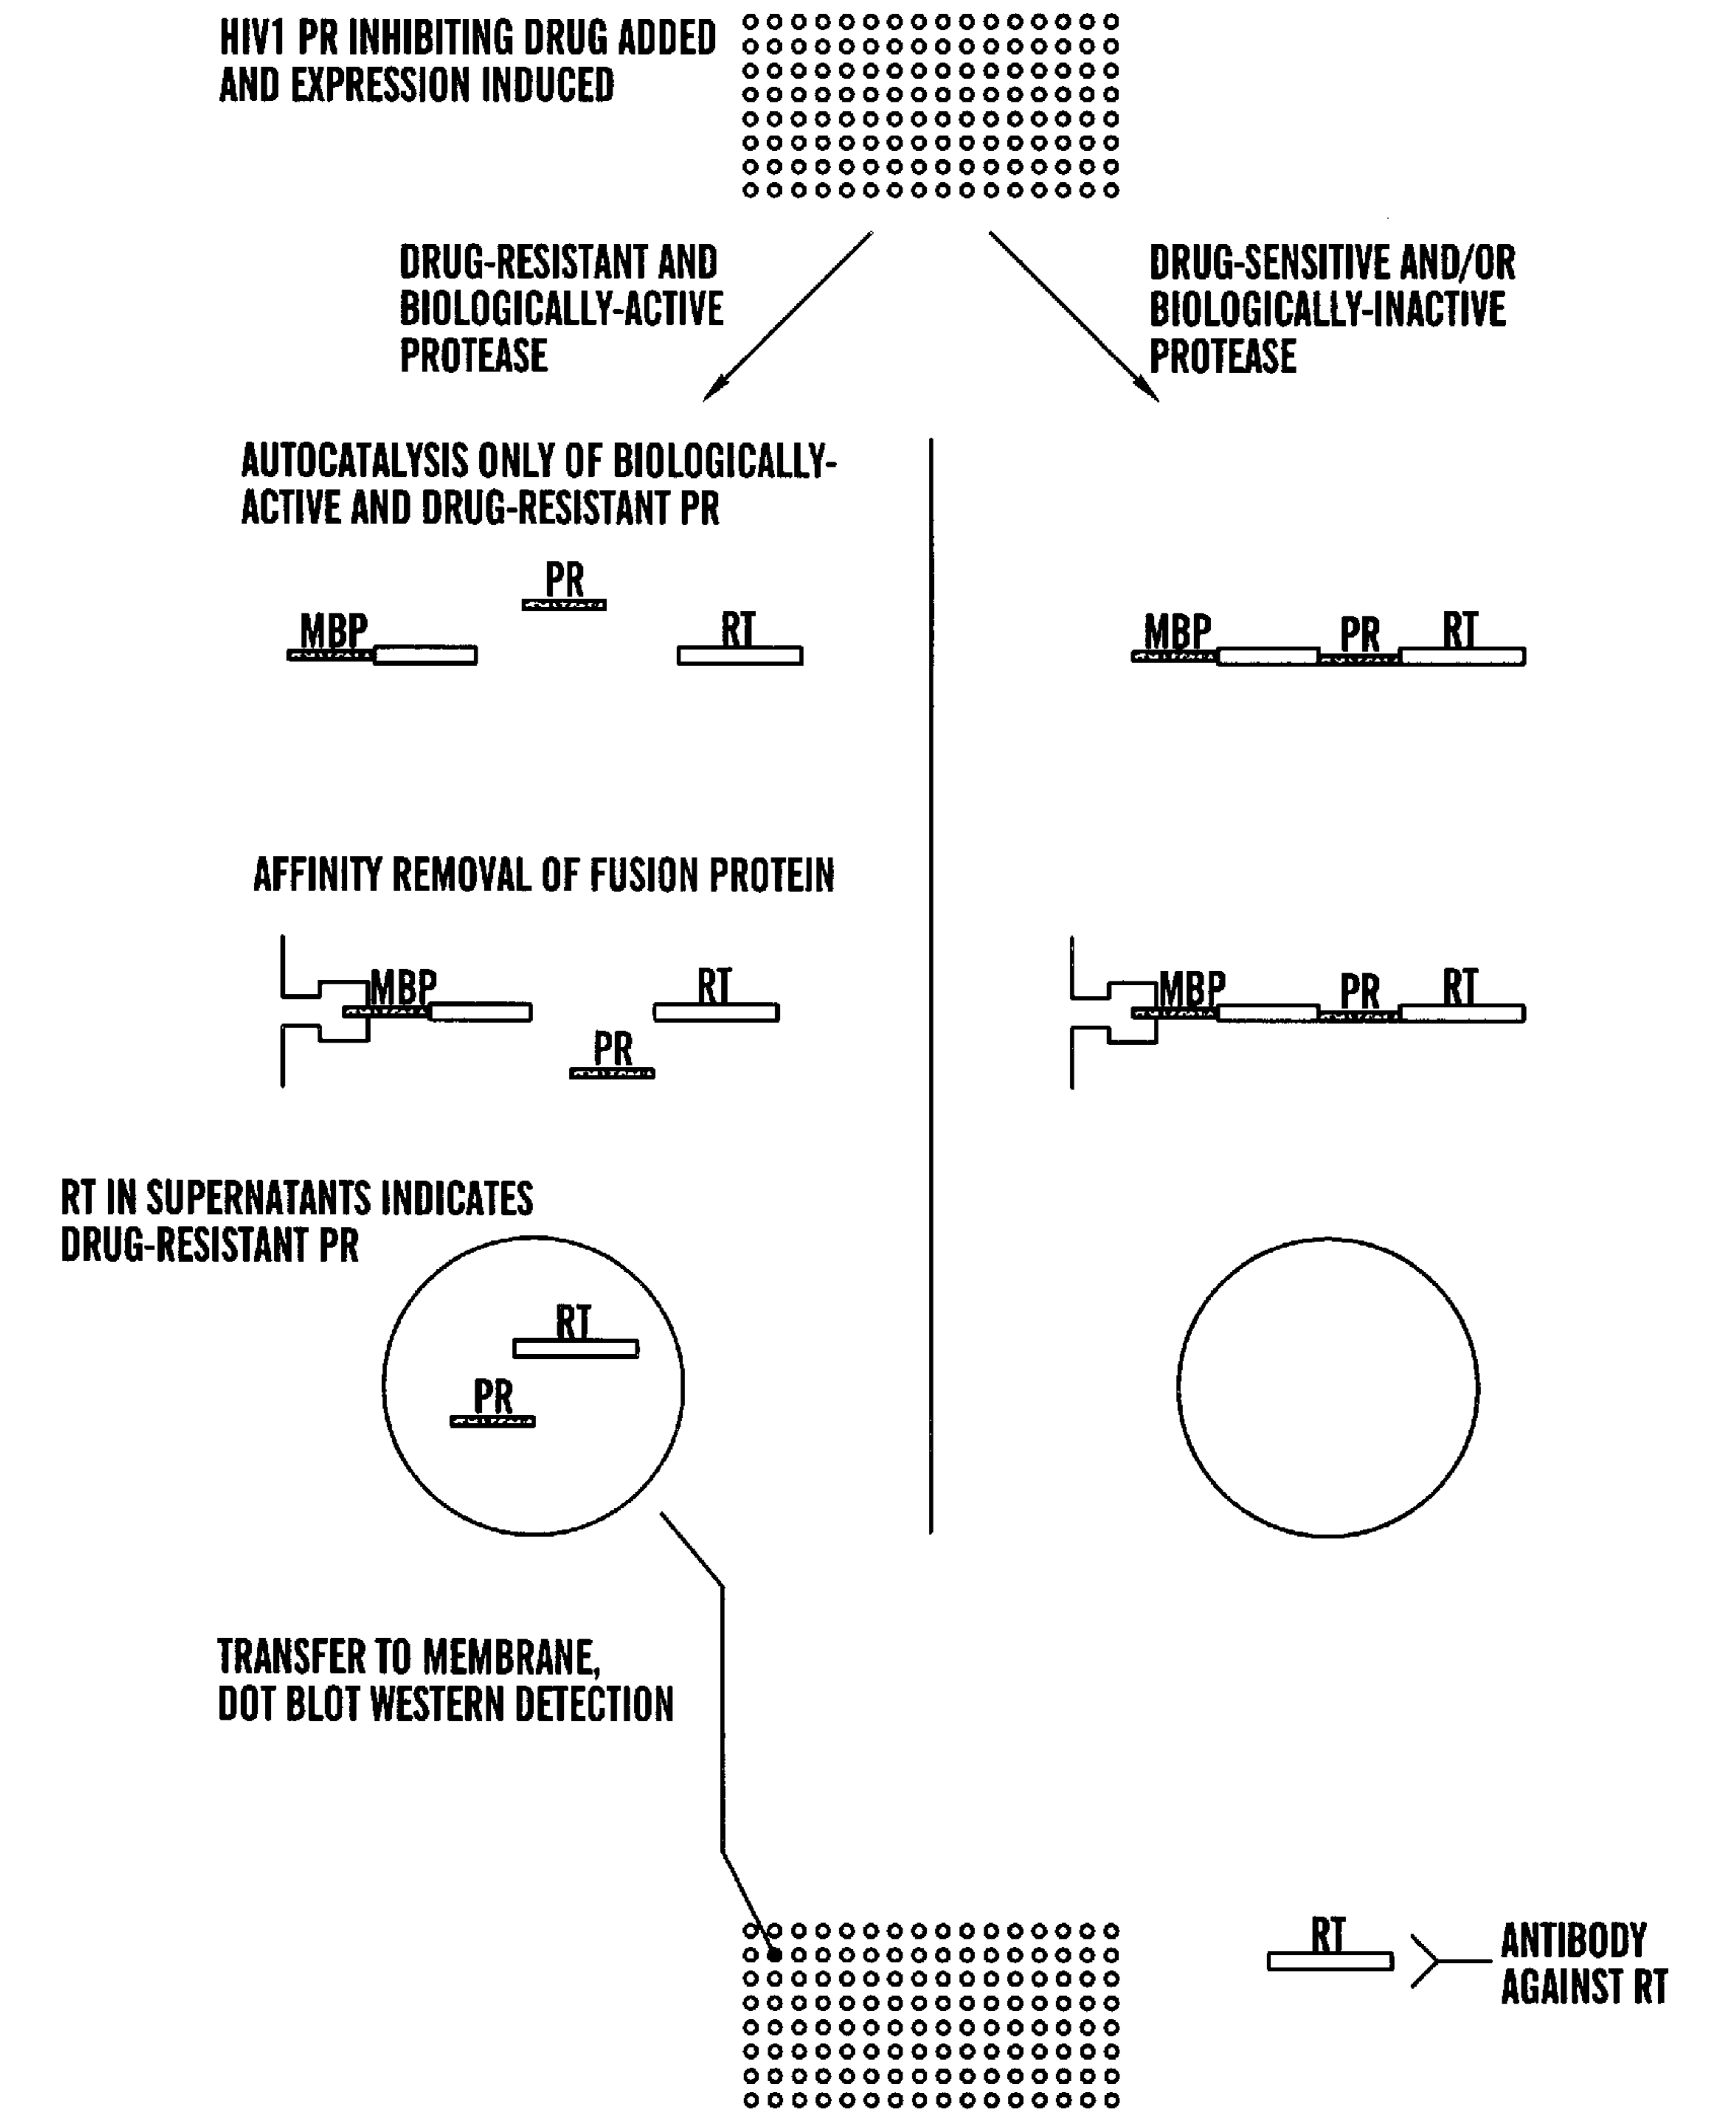 HIV1 PR INHIBITING DRUG ADDED
AND EXPRESSION INDUCED
DRUG-RESISTANT AND
BIOLOGICALLY-ACTIVE
PROTEASE
DRUG-SENSITIVE AND/OR
BIOLOGICALLY-INACTIVE
PROTEASE
AUTOCATALYSIS ONLY OF BIOLOGICALLY-
ACTIVE AND DRUG-RESISTANT PR
PR
MBP
RT
MBP
PR
RT
AFFINITY REMOVAL OF FUSION PROTEIN
MBP
RT
PR
MBP
PR
RT
RT IN SUPERNATANTS INDICATES
DRUG-RESISTANT PR
RT
PR
TRANSFER TO MEMBRANE,
DOT BLOT WESTERN DETECTION
RT
ANTIBODY
AGAINST RT